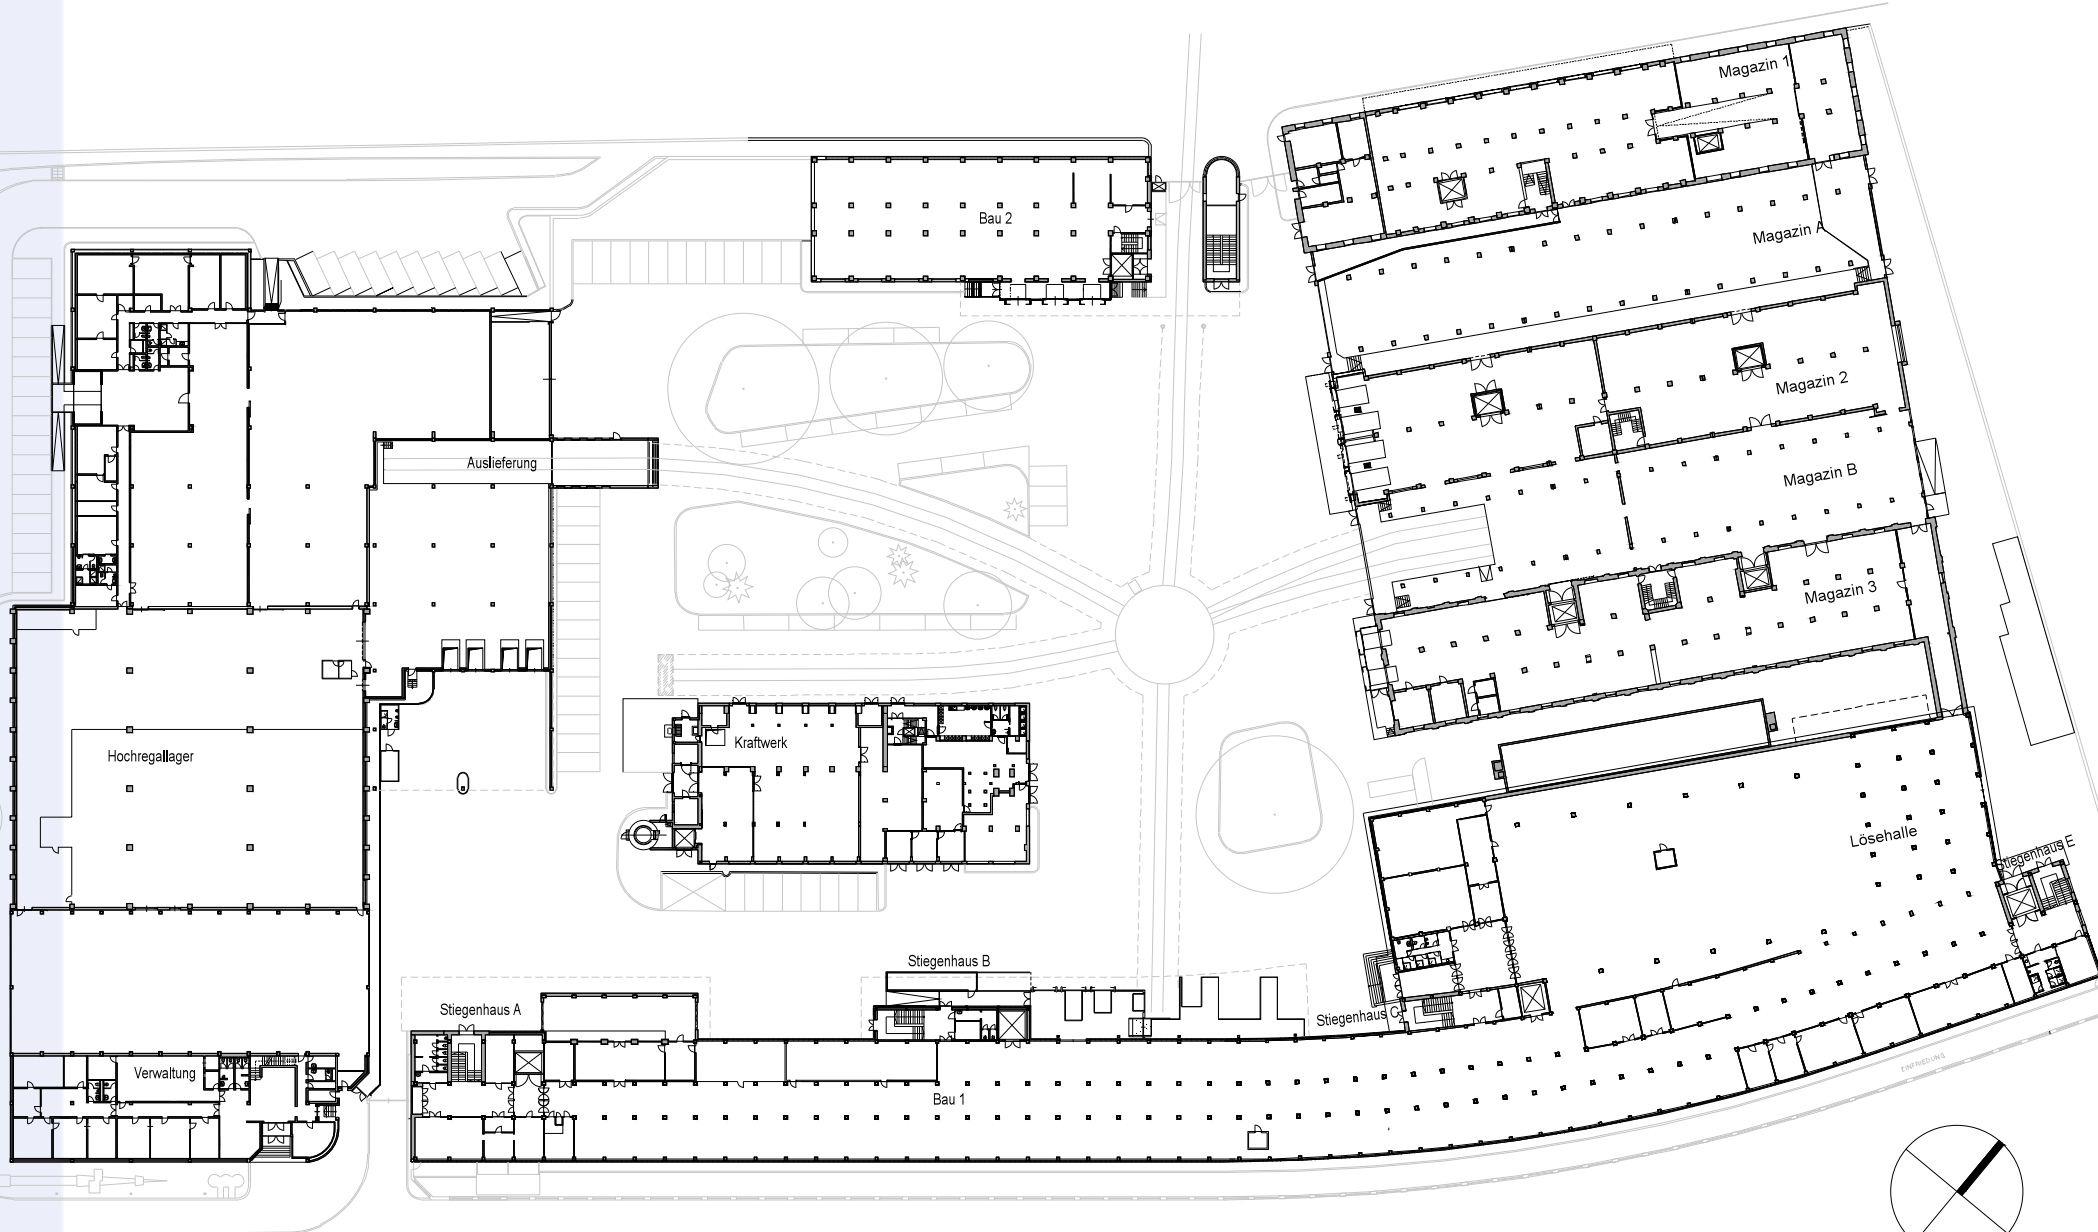 Magazin 1
Bau 2
Magazin A
Magazin 2
Auslieferung
Magazin B
Magazin 3
Kraftwerk
Hochregallager
Lösehalle
Stiegenhaus E
Stiegenhaus B
Stiegenhaus A
Stiegenhaus C
EINFRIEDUNG
Verwaltung
Bau 1